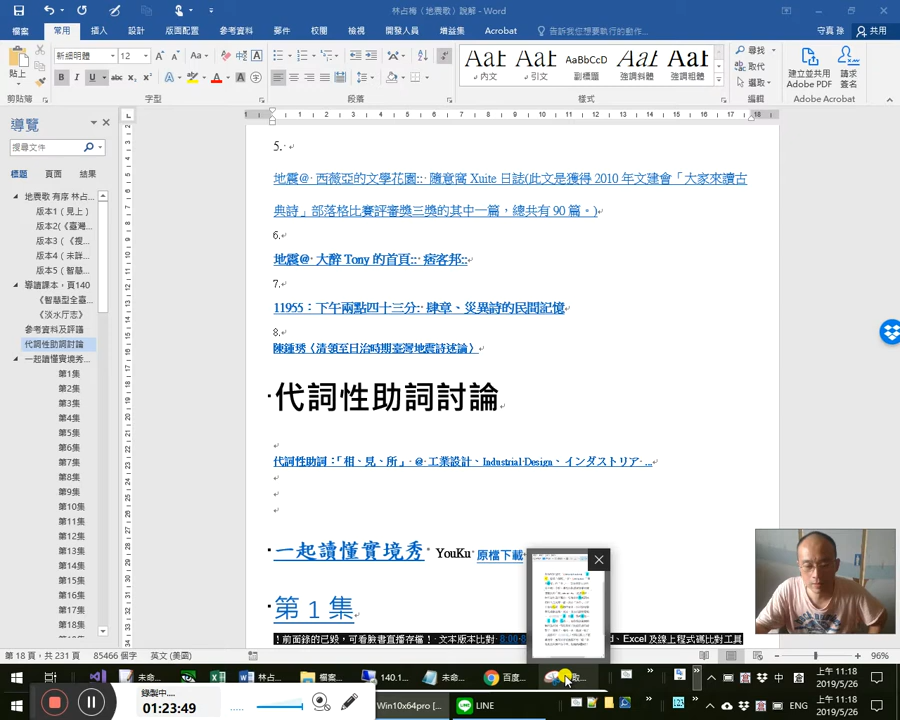 林占梅〈地震歌〉說解 - Word
檔案 常用 插入 設計 版面配置 參考資料 郵件 校閱 檢視 開發人員 增益集 Acrobat 告訴我您想要執行的動作... 守真 孫 共用
新細明體 12
貼上
AaBbCcD
內文 引文 副標題 強調斜體 強調粗體
尋找
取代
選取
建立並共用 Adobe PDF
請求簽名
剪貼簿 字型 段落 樣式 編輯 Adobe Acrobat
導覽
搜尋文件
標題 頁面 結果
地震歌 有序 林占...
版本1（見上）
版本2(《臺灣...
版本3（《搜...
版本4（未詳...
版本5（智慧...
導讀課本，頁140
《智慧型全臺...
《淡水厅志》
參考資料及評議
代詞性助詞討論
一起讀懂實境秀...
第1集
第2集
第3集
第4集
第5集
第6集
第7集
第8集
第9集
第10集
第11集
第12集
第13集
第14集
第15集
第16集
第17集
第18集
5.
地震@ 西薇亞的文學花園:: 隨意窩 Xuite 日誌(此文是獲得 2010 年文建會「大家來讀古
典詩」部落格比賽評審獎三獎的其中一篇，總共有 90 篇。)
6.
地震@ 大醉 Tony 的首頁:: 痞客邦::
7.
11955：下午兩點四十三分: 肆章、災異詩的民間記憶
8.
陳鍾琇〈清領至日治時期臺灣地震詩述論〉
代詞性助詞討論
代詞性助詞：「相、見、所」 @ 工業設計、Industrial Design、インダストリア ...
一起讀懂實境秀 YouKu 原檔下載
第 1 集
！前面錄的已毀，可看臉書直播存檔！ 文本版本比對
、Excel 及線上程式碼比對工具
第 18 頁，共 231 頁 85466 個字 英文 (美國) 96%
林占... 檔案... 140.1... 未命... 百度... 取...
上午 11:18
2019/5/26
錄製中...
01:23:49
Win10x64pro [... LINE
ENG
上午 11:18
2019/5/26